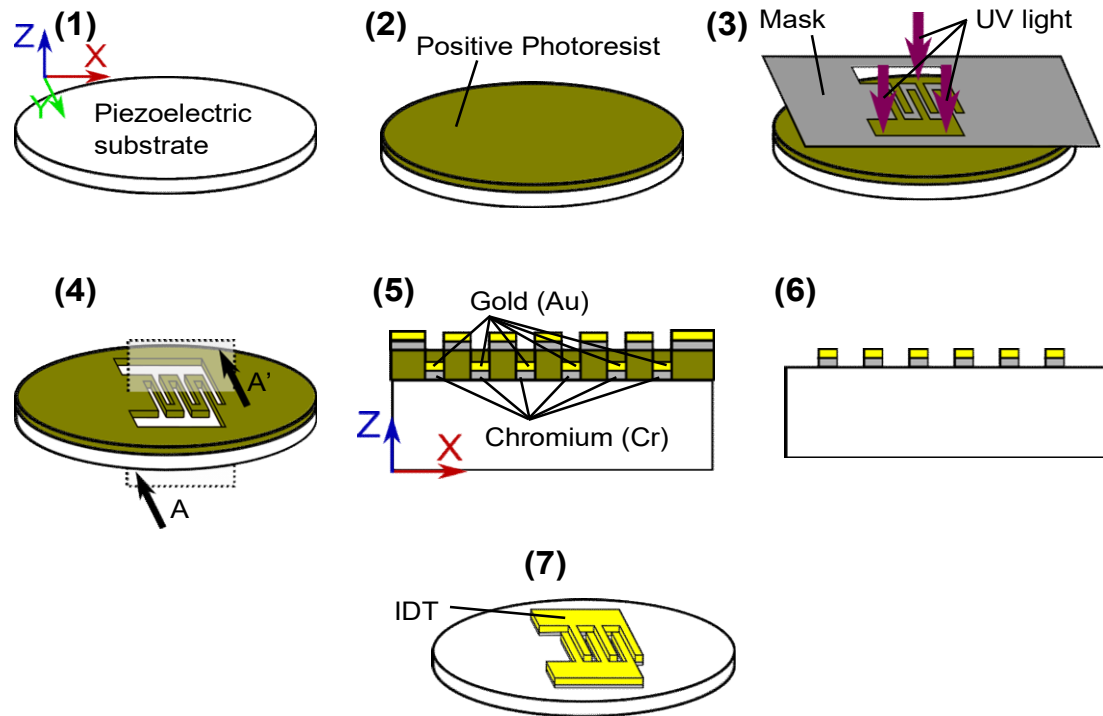 (1)
Z
X
Y
Piezoelectric
substrate
(2)
Positive Photoresist
(3)
Mask
UV light
(4)
A'
A
(5)
Gold (Au)
Chromium (Cr)
Z
X
(6)
(7)
IDT